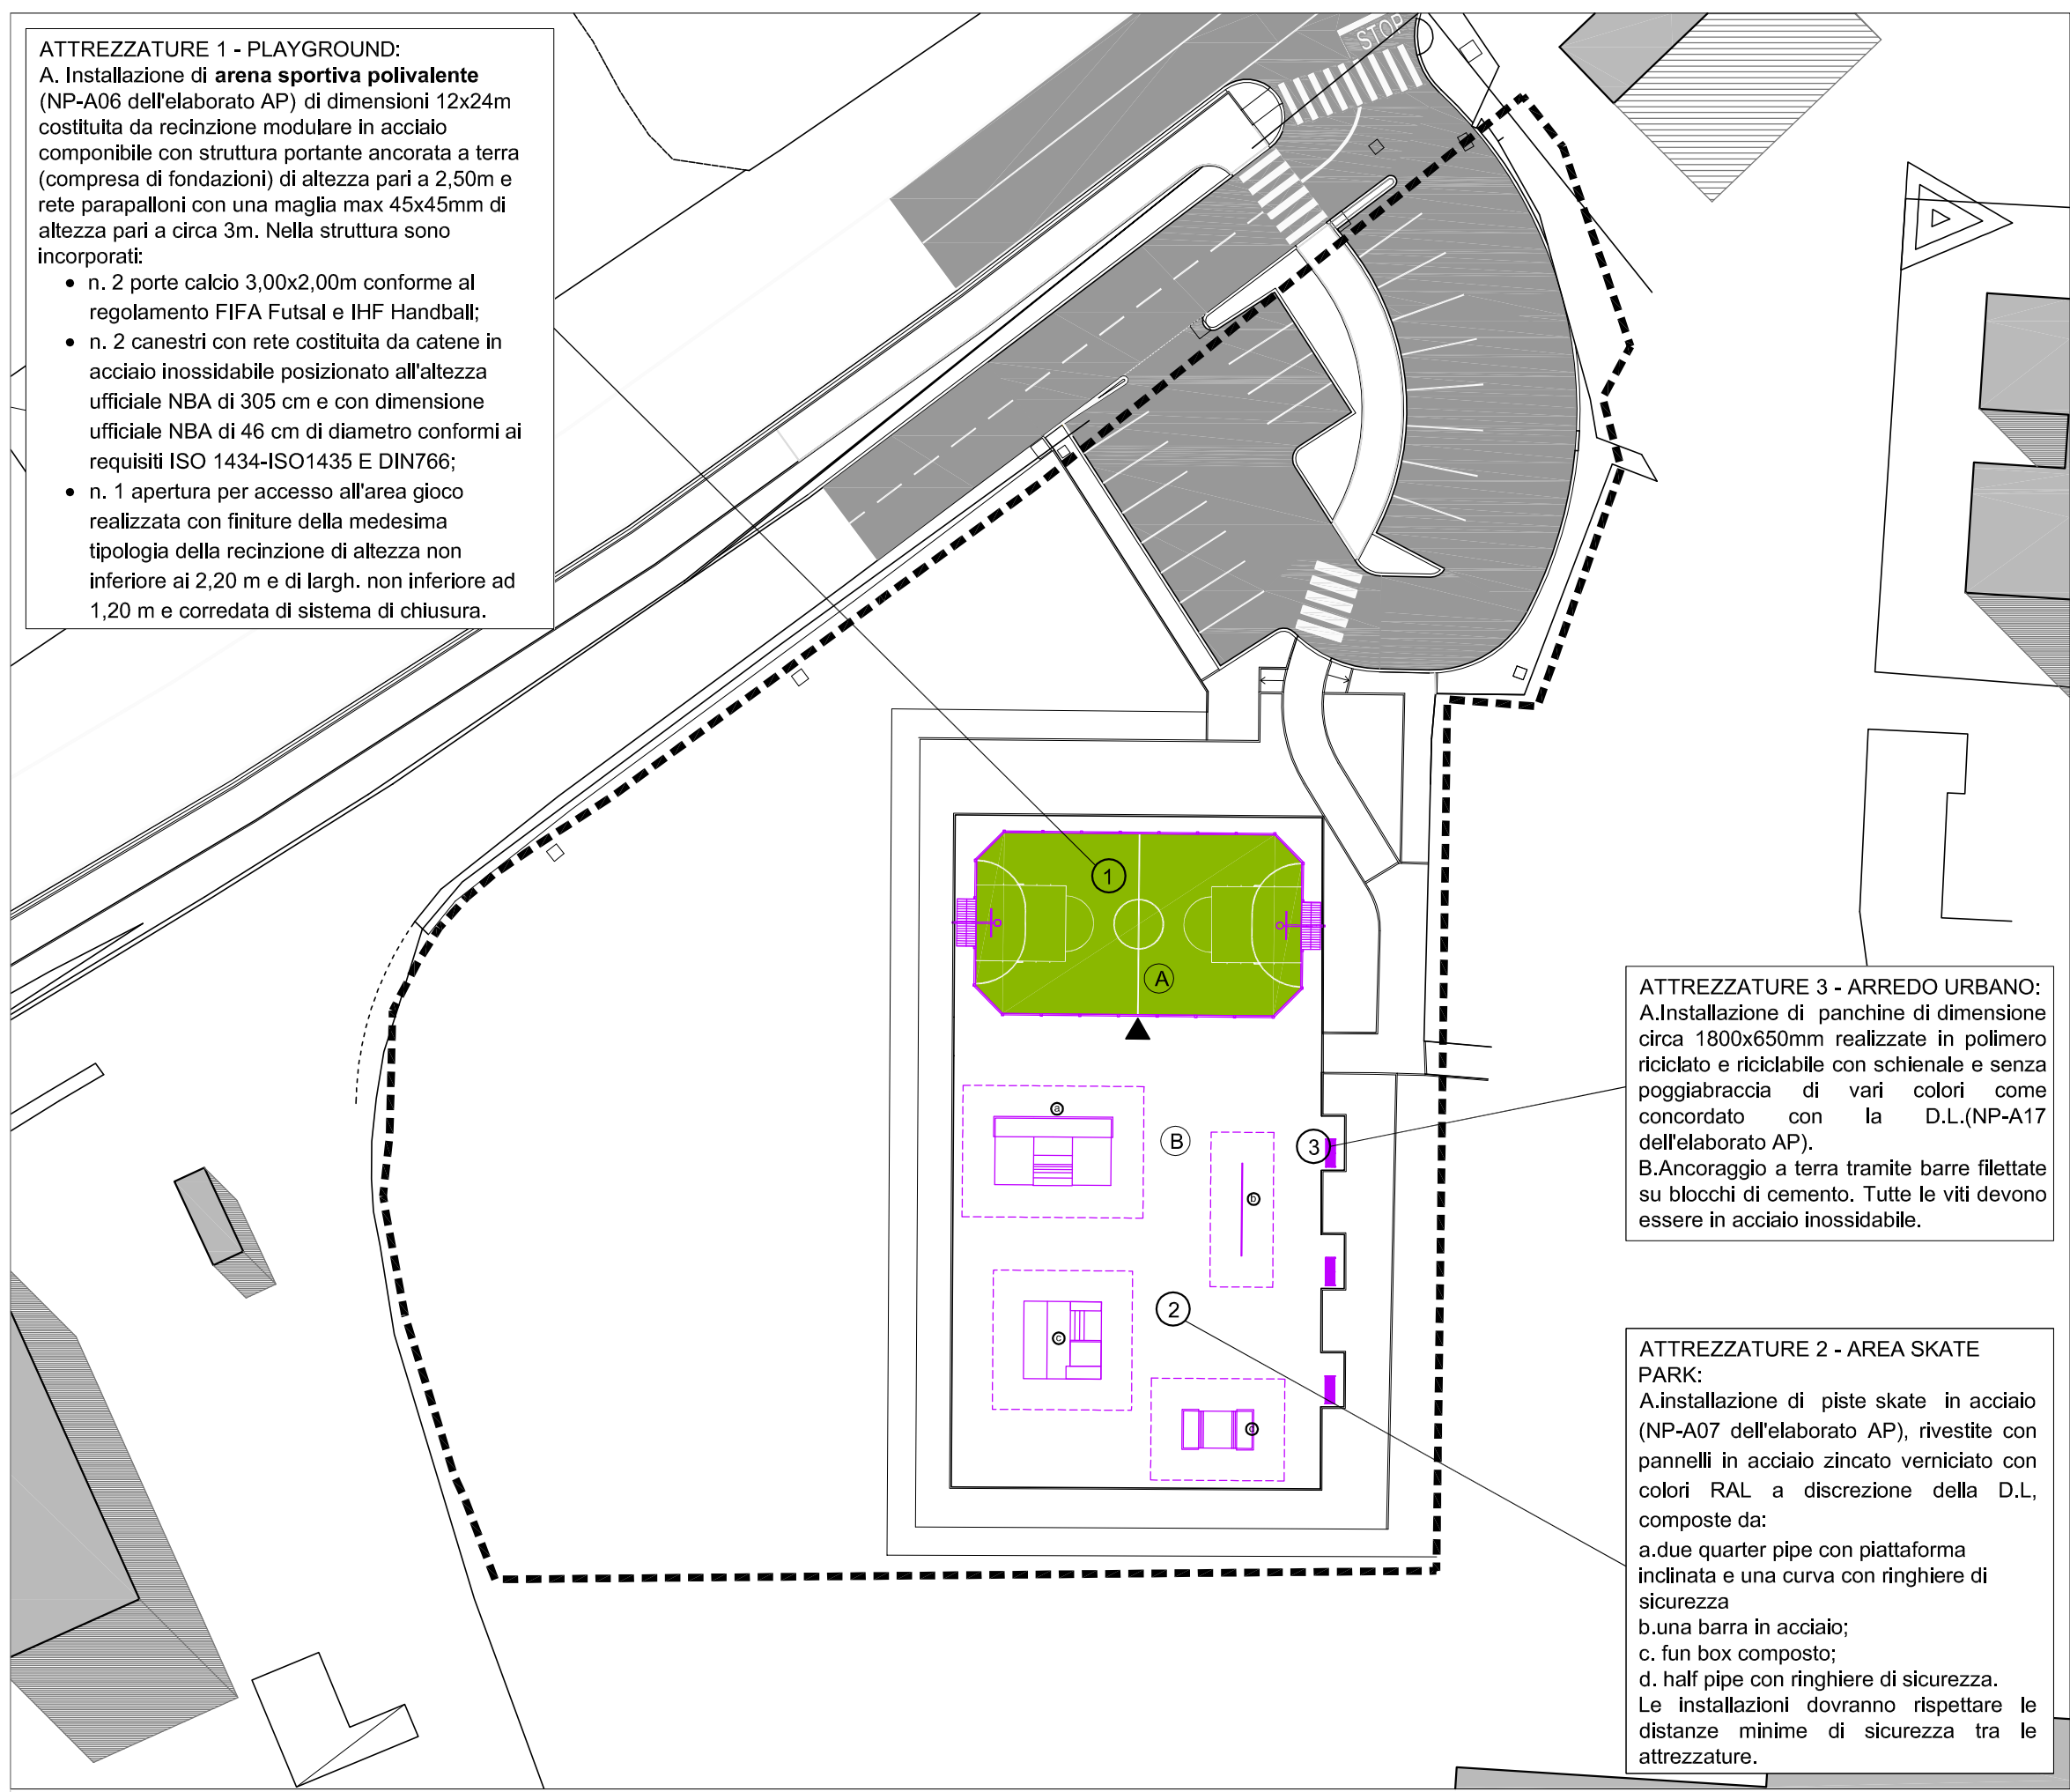 ATTREZZATURE 1 - PLAYGROUND:
A. Installazione di arena sportiva polivalente
(NP-A06 dell'elaborato AP) di dimensioni 12x24m
costituita da recinzione modulare in acciaio
componibile con struttura portante ancorata a terra
(compresa di fondazioni) di altezza pari a 2,50m e
rete parapalloni con una maglia max 45x45mm di
altezza pari a circa 3m. Nella struttura sono
incorporati:
• n. 2 porte calcio 3,00x2,00m conforme al
regolamento FIFA Futsal e IHF Handball;
• n. 2 canestri con rete costituita da catene in
acciaio inossidabile posizionato all'altezza
ufficiale NBA di 305 cm e con dimensione
ufficiale NBA di 46 cm di diametro conformi ai
requisiti ISO 1434-ISO1435 E DIN766;
• n. 1 apertura per accesso all'area gioco
realizzata con finiture della medesima
tipologia della recinzione di altezza non
inferiore ai 2,20 m e di largh. non inferiore ad
1,20 m e corredata di sistema di chiusura.
STOP
1
A
a
B
3
b
2
c
d
ATTREZZATURE 3 - ARREDO URBANO:
A.Installazione di panchine di dimensione
circa 1800x650mm realizzate in polimero
riciclato e riciclabile con schienale e senza
poggiabraccia di vari colori come
concordato con la D.L.(NP-A17
dell'elaborato AP).
B.Ancoraggio a terra tramite barre filettate
su blocchi di cemento. Tutte le viti devono
essere in acciaio inossidabile.
ATTREZZATURE 2 - AREA SKATE
PARK:
A.installazione di piste skate in acciaio
(NP-A07 dell'elaborato AP), rivestite con
pannelli in acciaio zincato verniciato con
colori RAL a discrezione della D.L,
composte da:
a.due quarter pipe con piattaforma
inclinata e una curva con ringhiere di
sicurezza
b.una barra in acciaio;
c. fun box composto;
d. half pipe con ringhiere di sicurezza.
Le installazioni dovranno rispettare le
distanze minime di sicurezza tra le
attrezzature.